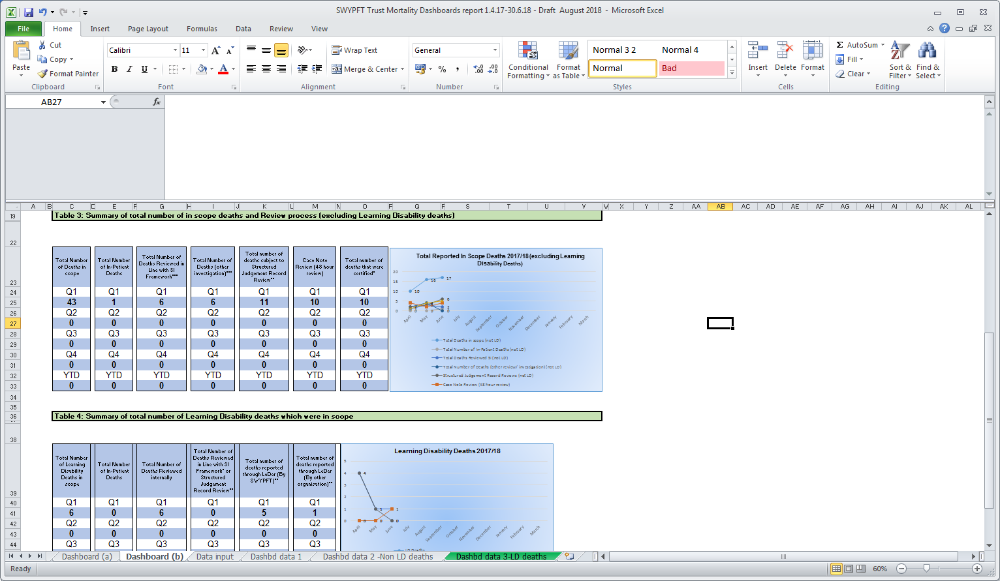 SWYPFT Trust Mortality Dashboards report 1.4.17-30.6.18 - Draft August 2018 - Microsoft Excel
File Home Insert Page Layout Formulas Data Review View
Paste
Cut
Copy
Format Painter
Clipboard
Calibri 11
B I U
Font
Wrap Text
Merge & Center
Alignment
General
%
Number
Conditional Formatting
Format as Table
Normal 3 2 Normal 4
Normal Bad
Styles
Insert Delete Format
Cells
Σ AutoSum
Fill
Clear
Sort & Filter
Find & Select
Editing
AB27 fx
A B C D E F G H I J K L M N O P Q R S T U V W X Y Z AA AB AC AD AE AF AG AH AI AJ AK AL
19 Table 3: Summary of total number of in scope deaths and Review process (excluding Learning Disability deaths)
22
23
Total Number of Deaths in scope
Total Number of In-Patient Deaths
Total Number of Deaths Reviewed in Line with SI Framework***
Total Number of Deaths (other investigation)***
Total number of deaths subject to Structured Judgement Record Review**
Case Note Review (48 hour review)
Total number of deaths that were certified*
24 Q1 Q1 Q1 Q1 Q1 Q1 Q1
25 43 1 6 6 11 10 10
26 Q2 Q2 Q2 Q2 Q2 Q2 Q2
27 0 0 0 0 0 0 0
28 Q3 Q3 Q3 Q3 Q3 Q3 Q3
29 0 0 0 0 0 0 0
30 Q4 Q4 Q4 Q4 Q4 Q4 Q4
31 0 0 0 0 0 0 0
32 YTD YTD YTD YTD YTD YTD YTD
33 0 0 0 0 0 0 0
Total Reported In Scope Deaths 2017/18 (excluding Learning
Disability Deaths)
20
15
10
5
0
10 16 17
April May June July August September October November December January February March
Total Deaths in scope (not LD)
Total Number of In-Patient Deaths (not LD)
Total Deaths Reviewed SI (not LD)
Total Number of Deaths (other review/ investigation) (not LD)
Structured Judgement Record Reviews (not LD)
Case Note Review (48 hour review)
34
35
36 Table 4: Summary of total number of Learning Disability deaths which were in scope
38
39
Total Number of Learning Disability Deaths in scope
Total Number of In-Patient Deaths
Total Number of Deaths Reviewed internally
Total Number of Deaths Reviewed in Line with SI Framework* or Structured Judgement Record Review**
Total number of deaths reported through LeDer (By SWYPFT)**
Total number of deaths reported through LeDer (By other organisation)**
40 Q1 Q1 Q1 Q1 Q1 Q1
41 6 0 6 0 5 1
42 Q2 Q2 Q2 Q2 Q2 Q2
43 0 0 0 0 0 0
44 Q3 Q3 Q3 Q3 Q3 Q3
Learning Disability Deaths 2017/18
5
4
3
2
1
0
4 1 1
0 0 0
April May June July August September October November December January February March
Dashboard (a) Dashboard (b) Data input Dashbd data 1 Dashbd data 2 -Non LD deaths Dashbd data 3-LD deaths
Ready 60%